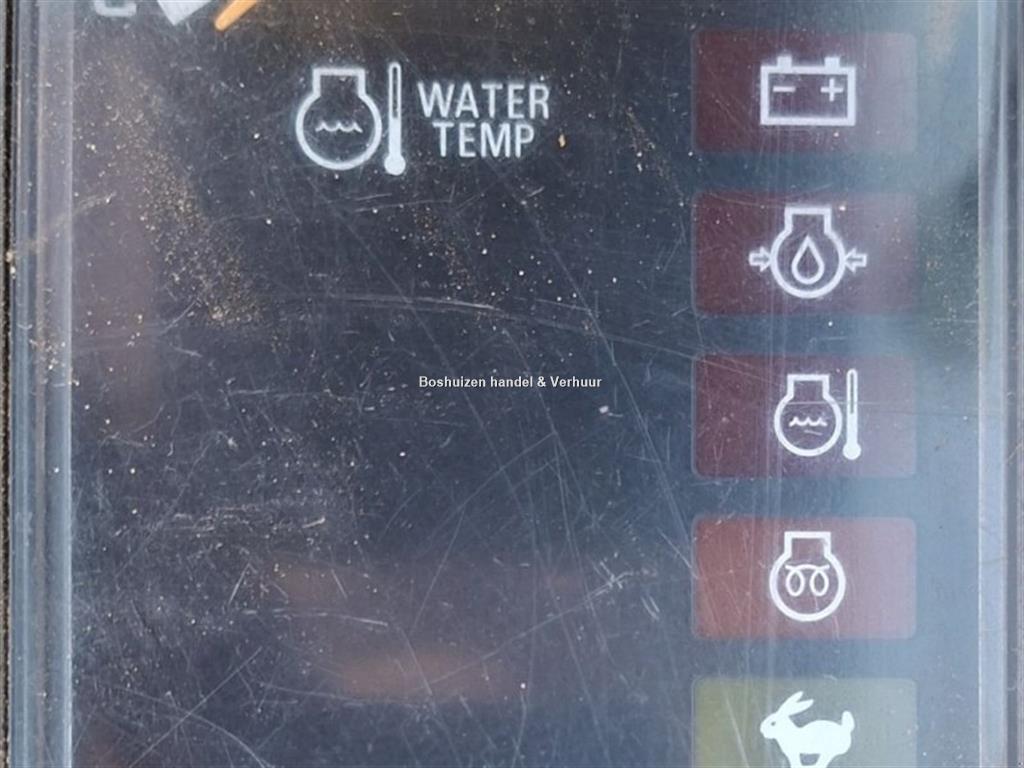 C
WATER
TEMP
- +
Boshuizen handel & Verhuur